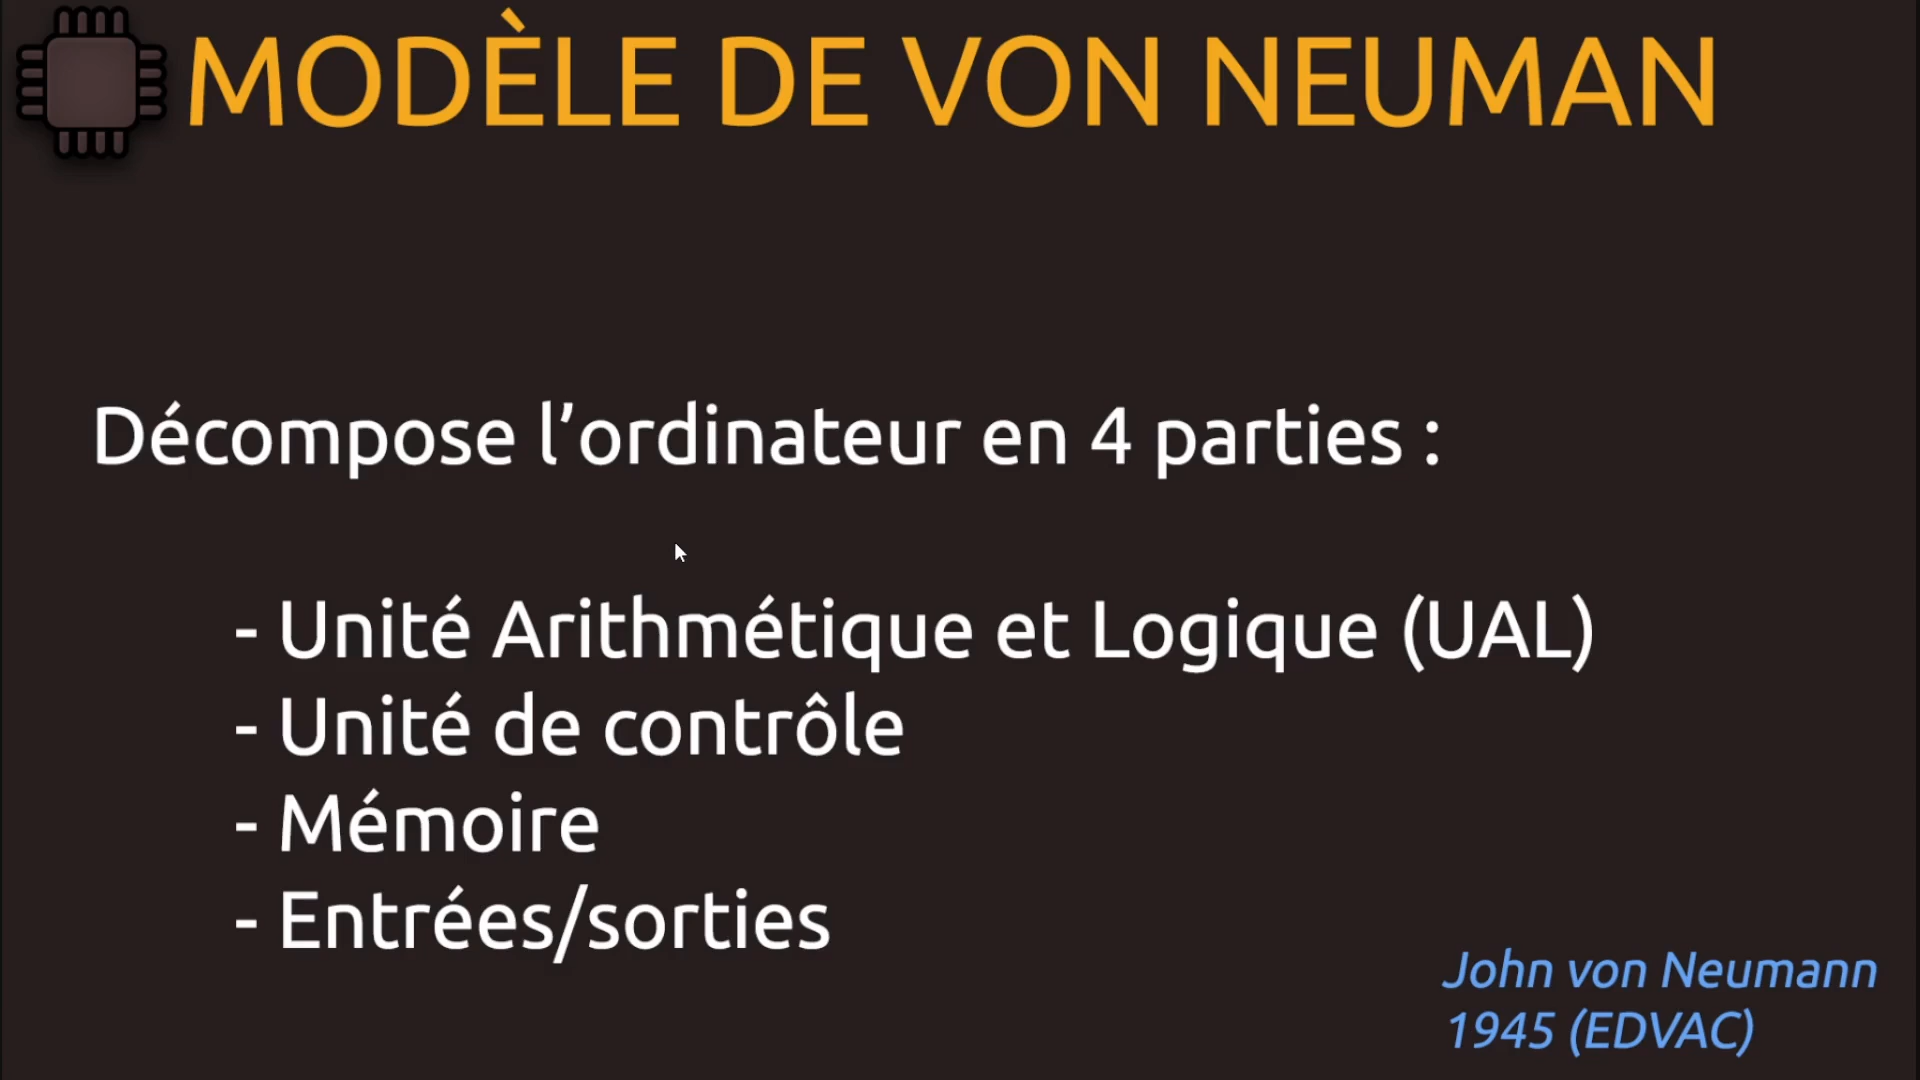 MODÈLE DE VON NEUMAN
Décompose l’ordinateur en 4 parties :
- Unité Arithmétique et Logique (UAL)
- Unité de contrôle
- Mémoire
- Entrées/sorties
John von Neumann
1945 (EDVAC)